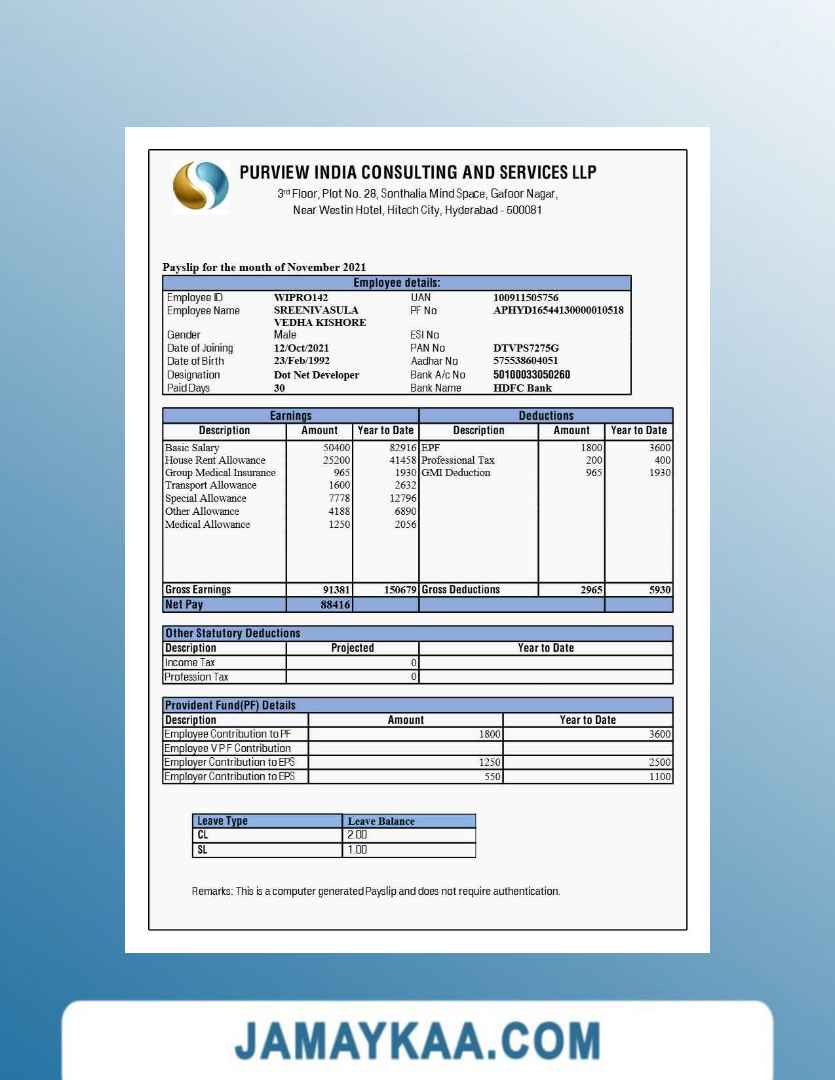 PURVIEW INDIA CONSULTING AND SERVICES LLP
3rd Floor, Plot No. 28, Sonthalia Mind Space, Gafoor Nagar,
Near Westin Hotel, Hitech City, Hyderabad - 500081
Payslip for the month of November 2021
Employee details:
Employee ID WIPRO142 UAN 100911505756
Employee Name SREENIVASULA PF No APHYD16544130000010518
VEDHA KISHORE
Gender Male ESI No
Date of Joining 12/Oct/2021 PAN No DTVPS7275G
Date of Birth 23/Feb/1992 Aadhar No 575538604051
Designation Dot Net Developer Bank A/c No 50100033050260
Paid Days 30 Bank Name HDFC Bank
Earnings Deductions
Description Amount Year to Date Description Amount Year to Date
Basic Salary 50400 82916 EPF 1800 3600
House Rent Allowance 25200 41458 Professional Tax 200 400
Group Medical Insurance 965 1930 GMI Deduction 965 1930
Transport Allowance 1600 2632
Special Allowance 7778 12796
Other Allowance 4188 6890
Medical Allowance 1250 2056
Gross Earnings 91381 150679 Gross Deductions 2965 5930
Net Pay 88416
Other Statutory Deductions
Description Projected Year to Date
Income Tax 0
Profession Tax 0
Provident Fund(PF) Details
Description Amount Year to Date
Employee Contribution to PF 1800 3600
Employee V P F Contribution
Employer Contribution to EPS 1250 2500
Employer Contribution to EPS 550 1100
Leave Type Leave Balance
CL 2.00
SL 1.00
Remarks: This is a computer generated Payslip and does not require authentication.
JAMAYKAA.COM